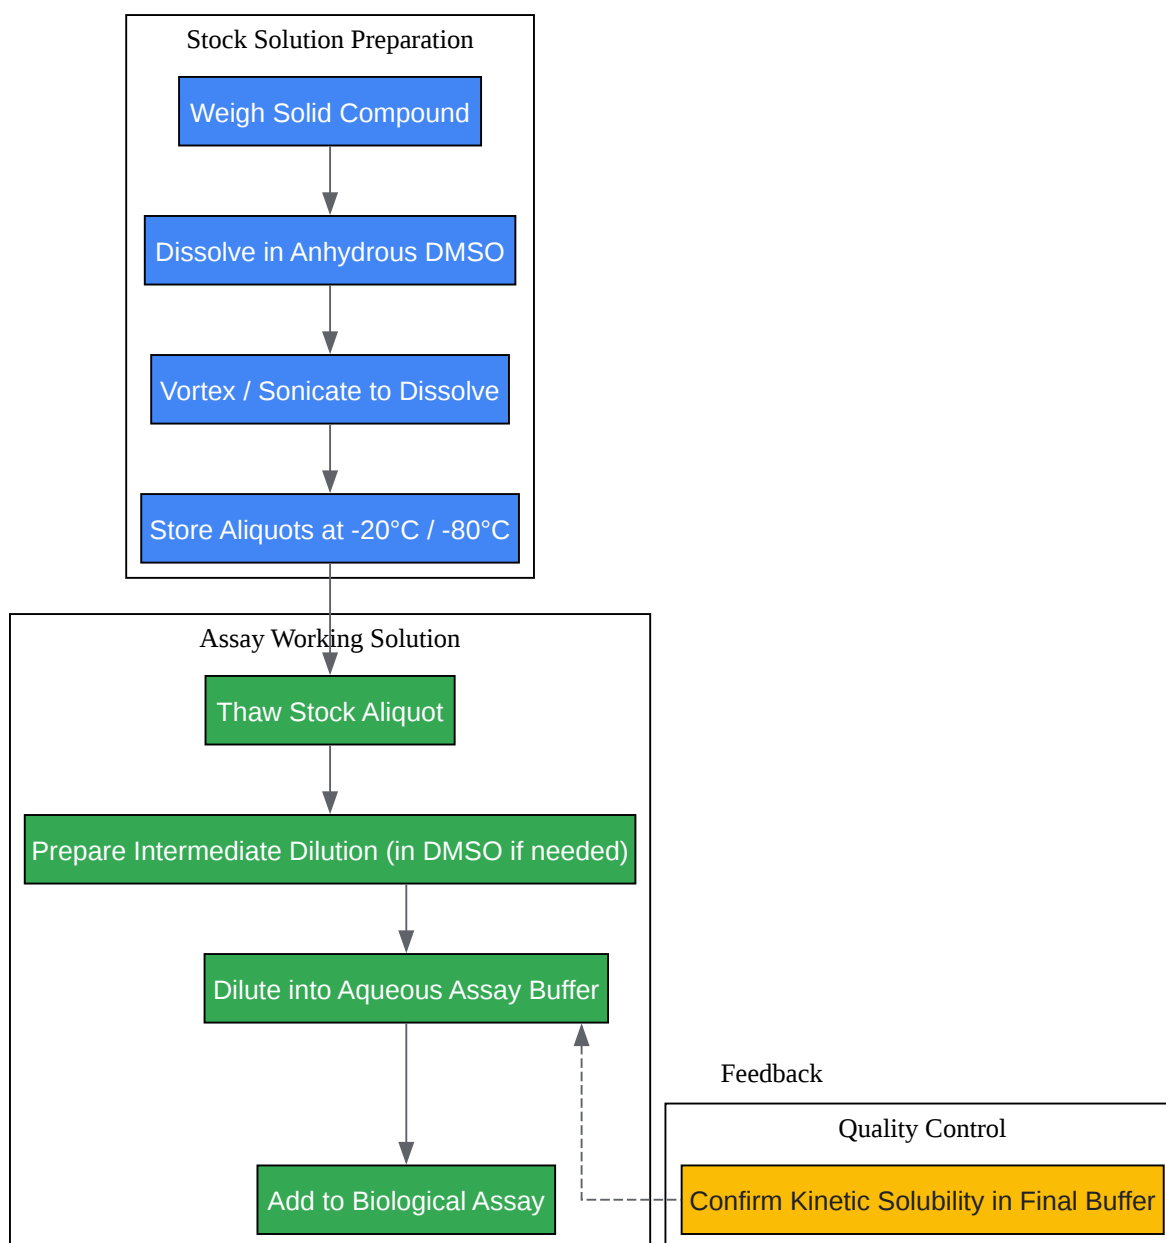 Stock Solution Preparation
Weigh Solid Compound
Dissolve in Anhydrous DMSO
Vortex / Sonicate to Dissolve
Store Aliquots at -20°C / -80°C
Assay Working Solution
Thaw Stock Aliquot
Prepare Intermediate Dilution (in DMSO if needed)
Dilute into Aqueous Assay Buffer
Feedback
Quality Control
Add to Biological Assay
Confirm Kinetic Solubility in Final Buffer